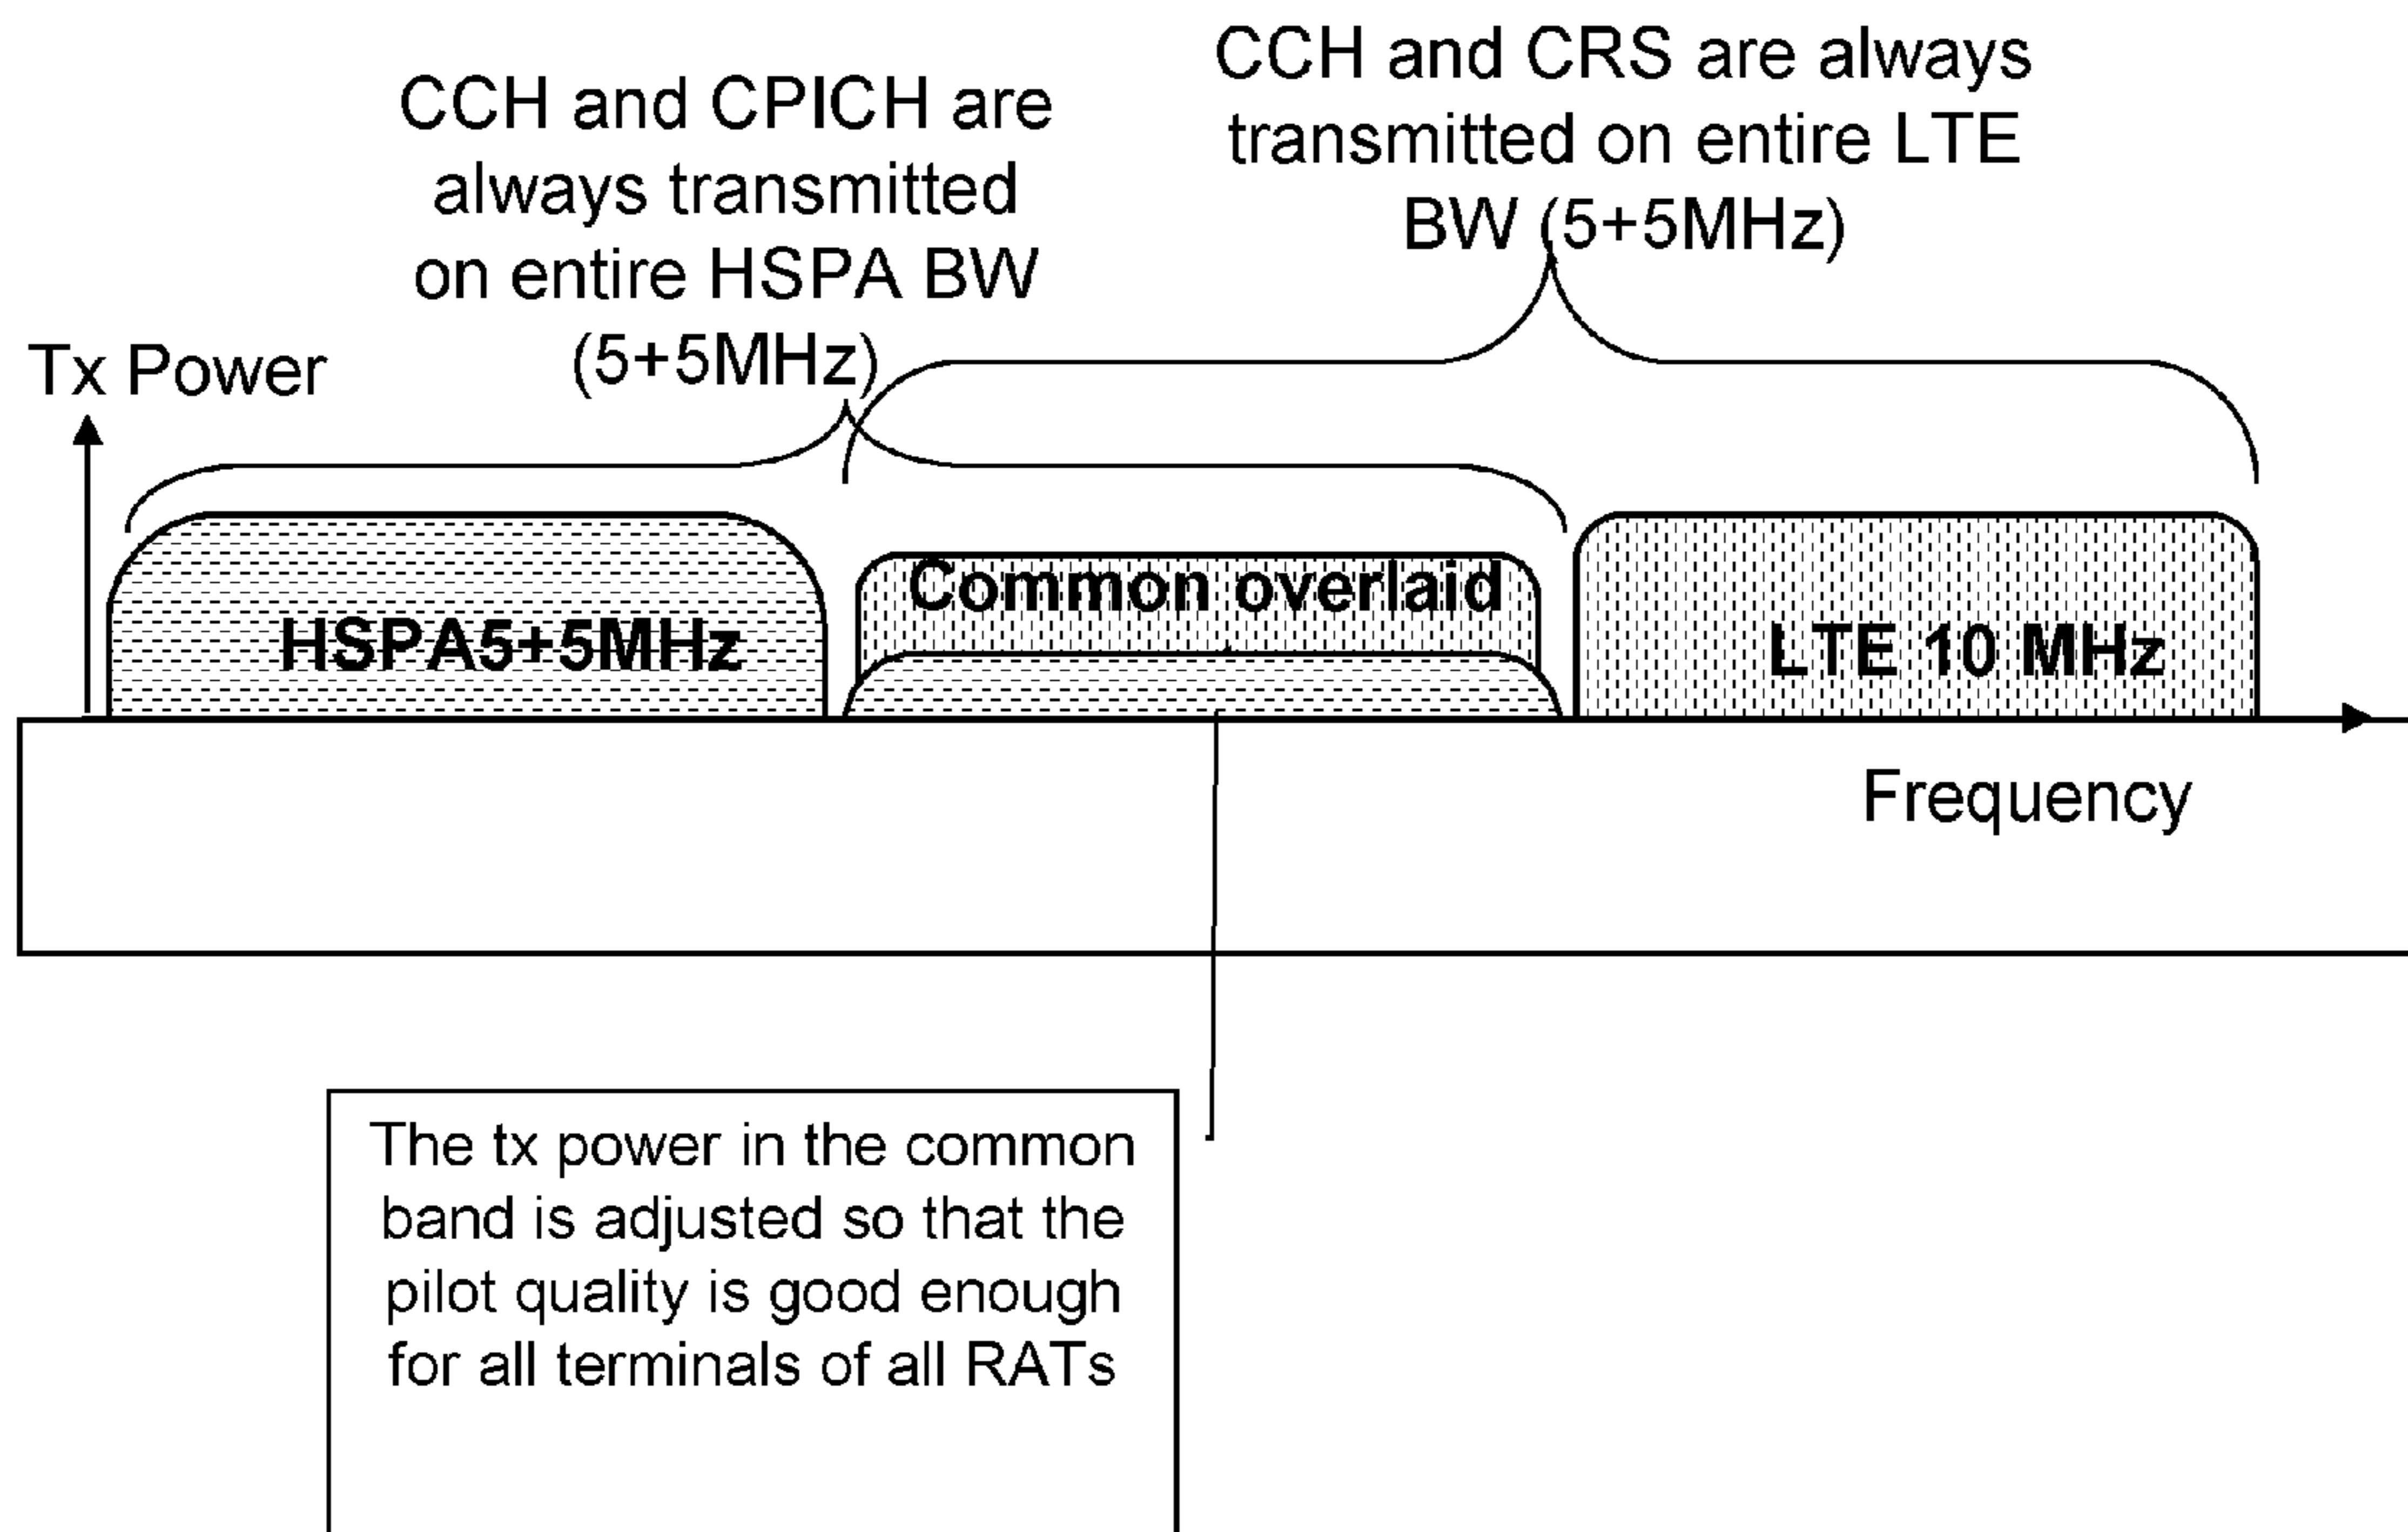 CCH and CPICH are
always transmitted
on entire HSPA BW
(5+5MHz)
CCH and CRS are always
transmitted on entire LTE
BW (5+5MHz)
Tx Power
HSPA5+5MHz
Common overlaid
LTE 10 MHz
Frequency
The tx power in the common
band is adjusted so that the
pilot quality is good enough
for all terminals of all RATs